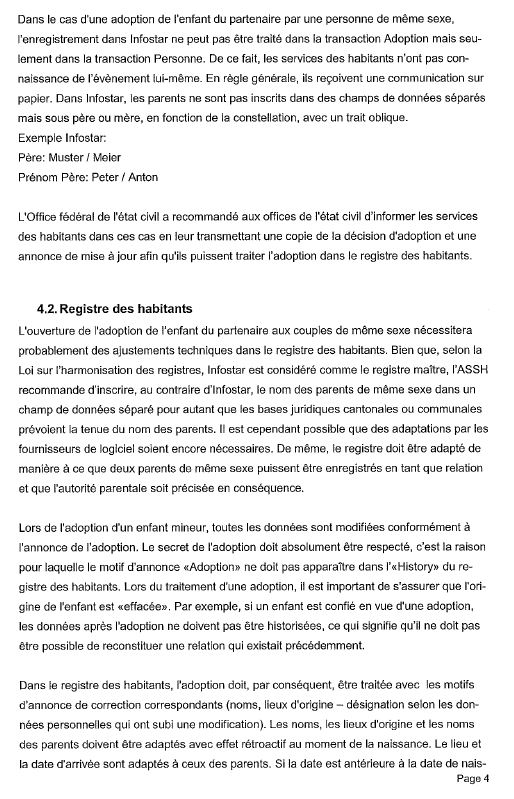 Dans le cas d'une adoption de l'enfant du partenaire par une personne de même sexe,
l'enregistrement dans Infostar ne peut pas être traité dans la transaction Adoption mais seu-
lement dans la transaction Personne. De ce fait, les services des habitants n'ont pas con-
naissance de l'évènement lui-même. En règle générale, ils reçoivent une communication sur
papier. Dans Infostar, les parents ne sont pas inscrits dans des champs de données séparés
mais sous père ou mère, en fonction de la constellation, avec un trait oblique.
Exemple Infostar:
Père: Muster / Meier
Prénom Père: Peter / Anton
L'Office fédéral de l'état civil a recommandé aux offices de l'état civil d'informer les services
des habitants dans ces cas en leur transmettant une copie de la décision d'adoption et une
annonce de mise à jour afin qu'ils puissent traiter l'adoption dans le registre des habitants.
4.2. Registre des habitants
L'ouverture de l'adoption de l'enfant du partenaire aux couples de même sexe nécessitera
probablement des ajustements techniques dans le registre des habitants. Bien que, selon la
Loi sur l'harmonisation des registres, Infostar est considéré comme le registre maître, l'ASSH
recommande d'inscrire, au contraire d'Infostar, le nom des parents de même sexe dans un
champ de données séparé pour autant que les bases juridiques cantonales ou communales
prévoient la tenue du nom des parents. Il est cependant possible que des adaptations par les
fournisseurs de logiciel soient encore nécessaires. De même, le registre doit être adapté de
manière à ce que deux parents de même sexe puissent être enregistrés en tant que relation
et que l'autorité parentale soit précisée en conséquence.
Lors de l'adoption d'un enfant mineur, toutes les données sont modifiées conformément à
l'annonce de l'adoption. Le secret de l'adoption doit absolument être respecté, c'est la raison
pour laquelle le motif d'annonce «Adoption» ne doit pas apparaître dans l'«History» du re-
gistre des habitants. Lors du traitement d'une adoption, il est important de s'assurer que l'ori-
gine de l'enfant est «effacée». Par exemple, si un enfant est confié en vue d'une adoption,
les données après l'adoption ne doivent pas être historisées, ce qui signifie qu'il ne doit pas
être possible de reconstituer une relation qui existait précédemment.
Dans le registre des habitants, l'adoption doit, par conséquent, être traitée avec les motifs
d'annonce de correction correspondants (noms, lieux d'origine – désignation selon les don-
nées personnelles qui ont subi une modification). Les noms, les lieux d'origine et les noms
des parents doivent être adaptés avec effet rétroactif au moment de la naissance. Le lieu et
la date d'arrivée sont adaptés à ceux des parents. Si la date est antérieure à la date de nais-
Page 4